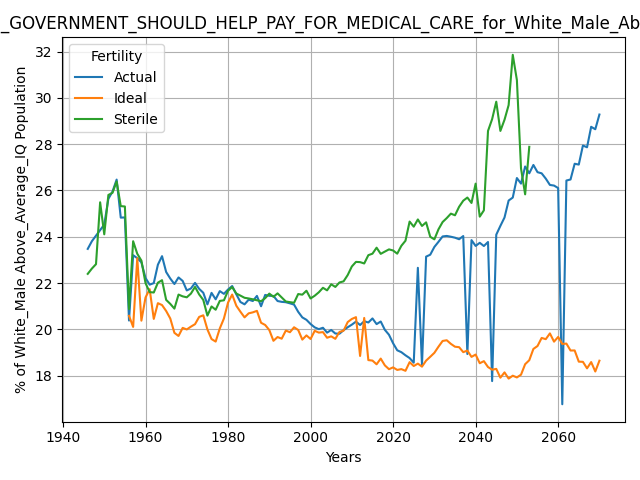 _GOVERNMENT_SHOULD_HELP_PAY_FOR_MEDICAL_CARE_for_White_Male_Ab
% of White_Male Above_Average_IQ Population
32
30
28
26
24
22
20
18
Fertility
Actual
Ideal
Sterile
1940 1960 1980 2000 2020 2040 2060
Years